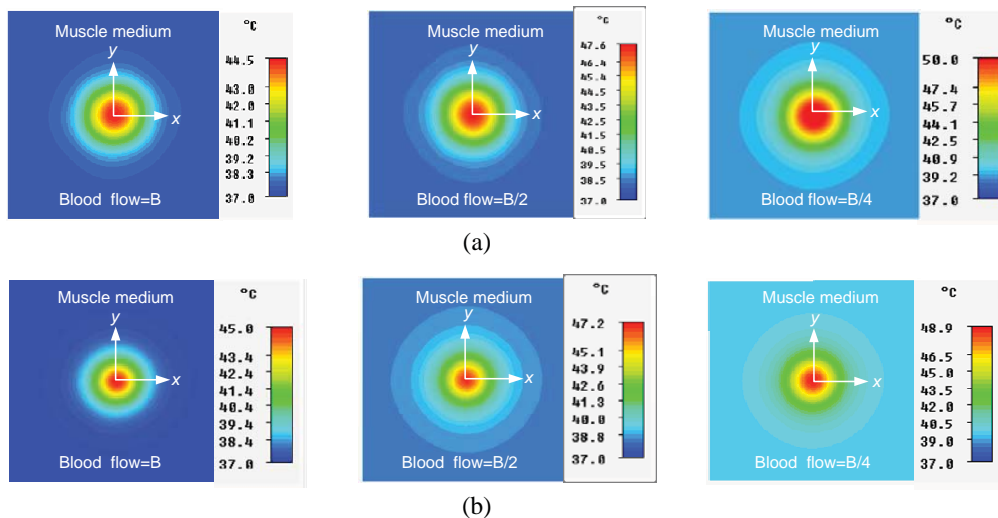 °C
Muscle medium
y
x
Blood flow=B
44.5
43.0
42.0
41.1
40.2
39.2
38.3
37.0
°C
Muscle medium
y
x
Blood flow=B/2
47.6
45.4
44.4
43.4
42.5
41.5
40.5
39.5
38.5
37.0
°C
Muscle medium
y
x
Blood flow=B/4
50.0
47.4
45.7
44.1
42.5
40.9
39.2
37.0
(a)
°C
Muscle medium
y
x
Blood flow=B
45.0
43.4
42.4
41.4
40.4
39.4
38.4
37.0
°C
Muscle medium
y
x
Blood flow=B/2
47.2
45.1
43.9
42.6
41.3
40.0
38.8
37.0
°C
Muscle medium
y
x
Blood flow=B/4
48.9
46.5
45.0
43.5
42.0
40.5
39.0
37.0
(b)